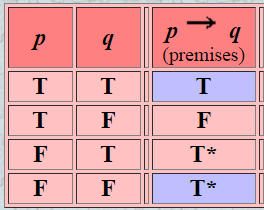 p q p → q
(premises)
T T T
T F F
F T T*
F F T*